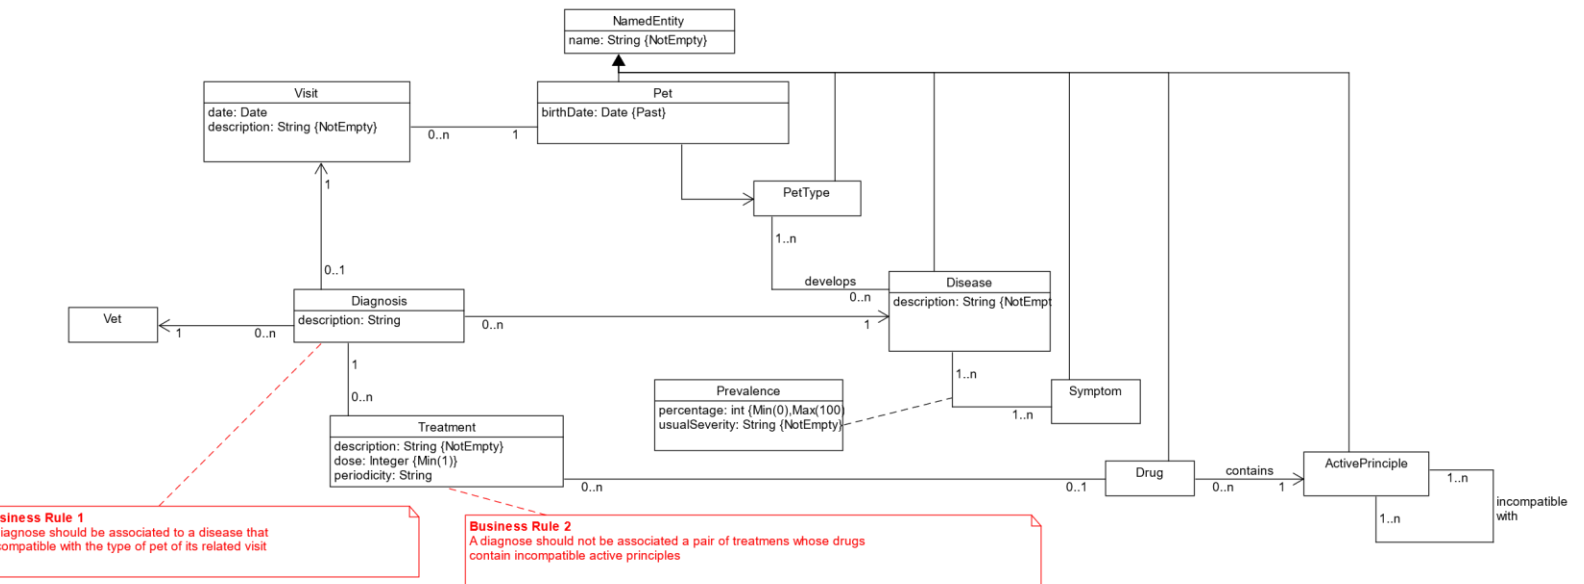 NamedEntity
name: String {NotEmpty}
Visit
date: Date
description: String {NotEmpty}
0..n
1
Pet
birthDate: Date {Past}
1
PetType
1..n
0..1
develops
0..n
Disease
description: String {NotEmpt
Vet
1
0..n
Diagnosis
description: String
0..n
1
1
0..n
1..n
Prevalence
percentage: int {Min(0),Max(100)
usualSeverity: String {NotEmpty}
Symptom
1..n
Treatment
description: String {NotEmpty}
dose: Integer {Min(1)}
periodicity: String
0..n
0..1
Drug
contains
0..n
1
ActivePrinciple
1..n
1..n
incompatible
with
siness Rule 1
iagnose should be associated to a disease that
compatible with the type of pet of its related visit
Business Rule 2
A diagnose should not be associated a pair of treatmens whose drugs
contain incompatible active principles